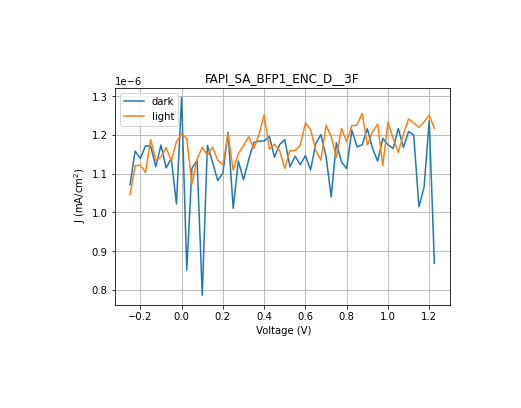 FAPI_SA_BFP1_ENC_D__3F
1e−6
dark
light
1.3
1.2
1.1
1.0
0.9
0.8
J (mA/cm²)
−0.2 0.0 0.2 0.4 0.6 0.8 1.0 1.2
Voltage (V)